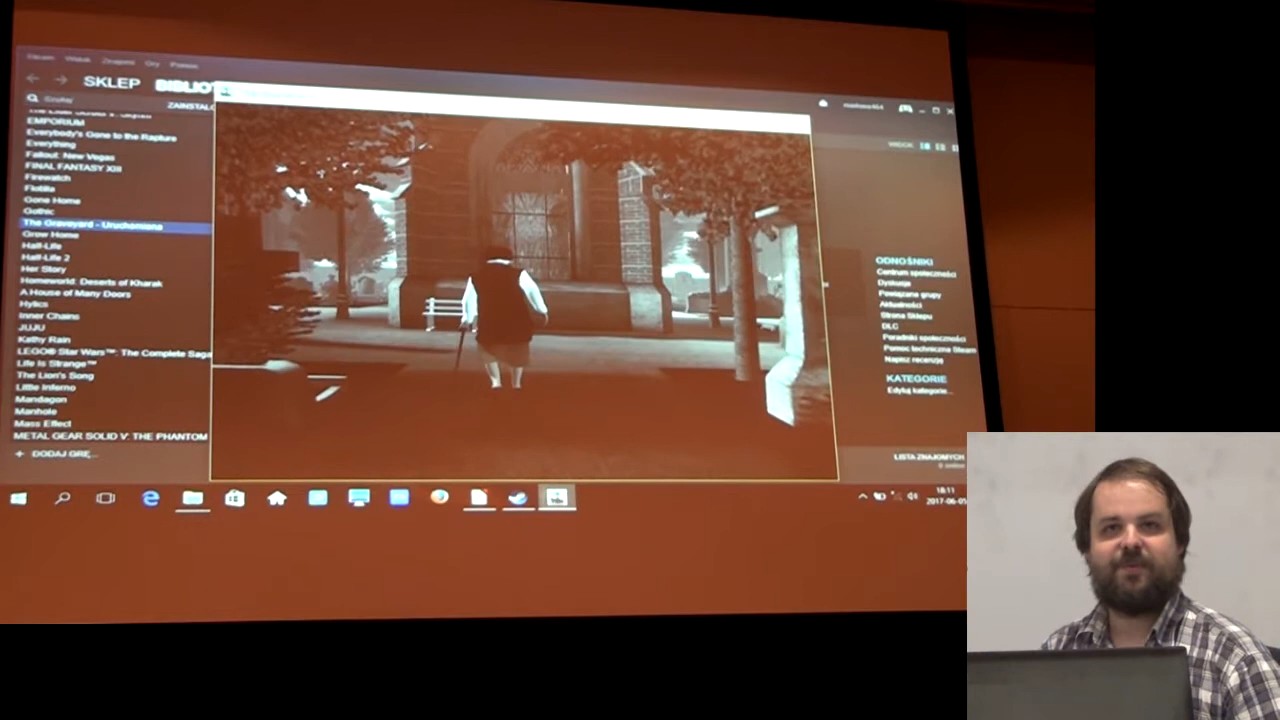 SKLEP
ZAINSTAL
EMPORIUM
Everybody's Gone to the Rapture
Everything
Fallout: New Vegas
FINAL FANTASY XIII
Firewatch
Flotilla
Gone Home
Gothic
The Graveyard - Uruchomiona
Grow Home
Half-Life
Half-Life 2
Her Story
Homeworld: Deserts of Kharak
A House of Many Doors
Hylics
Inner Chains
JUJU
Kathy Rain
LEGO® Star Wars™: The Complete Saga
Life is Strange™
The Lion's Song
Little Inferno
Mandagon
Manhole
Mass Effect
METAL GEAR SOLID V: THE PHANTOM
+ DODAJ GRĘ...
WIDOK
ODNOŚNIKI
Centrum społeczności
Dyskusje
Powiązane grupy
Aktualności
Strona Sklepu
DLC
Poradniki społeczności
Pomoc techniczna Steam
Napisz recenzję
KATEGORIE
Edytuj kategorie...
LISTA ZNAJOMYCH
18:11
2017-06-05